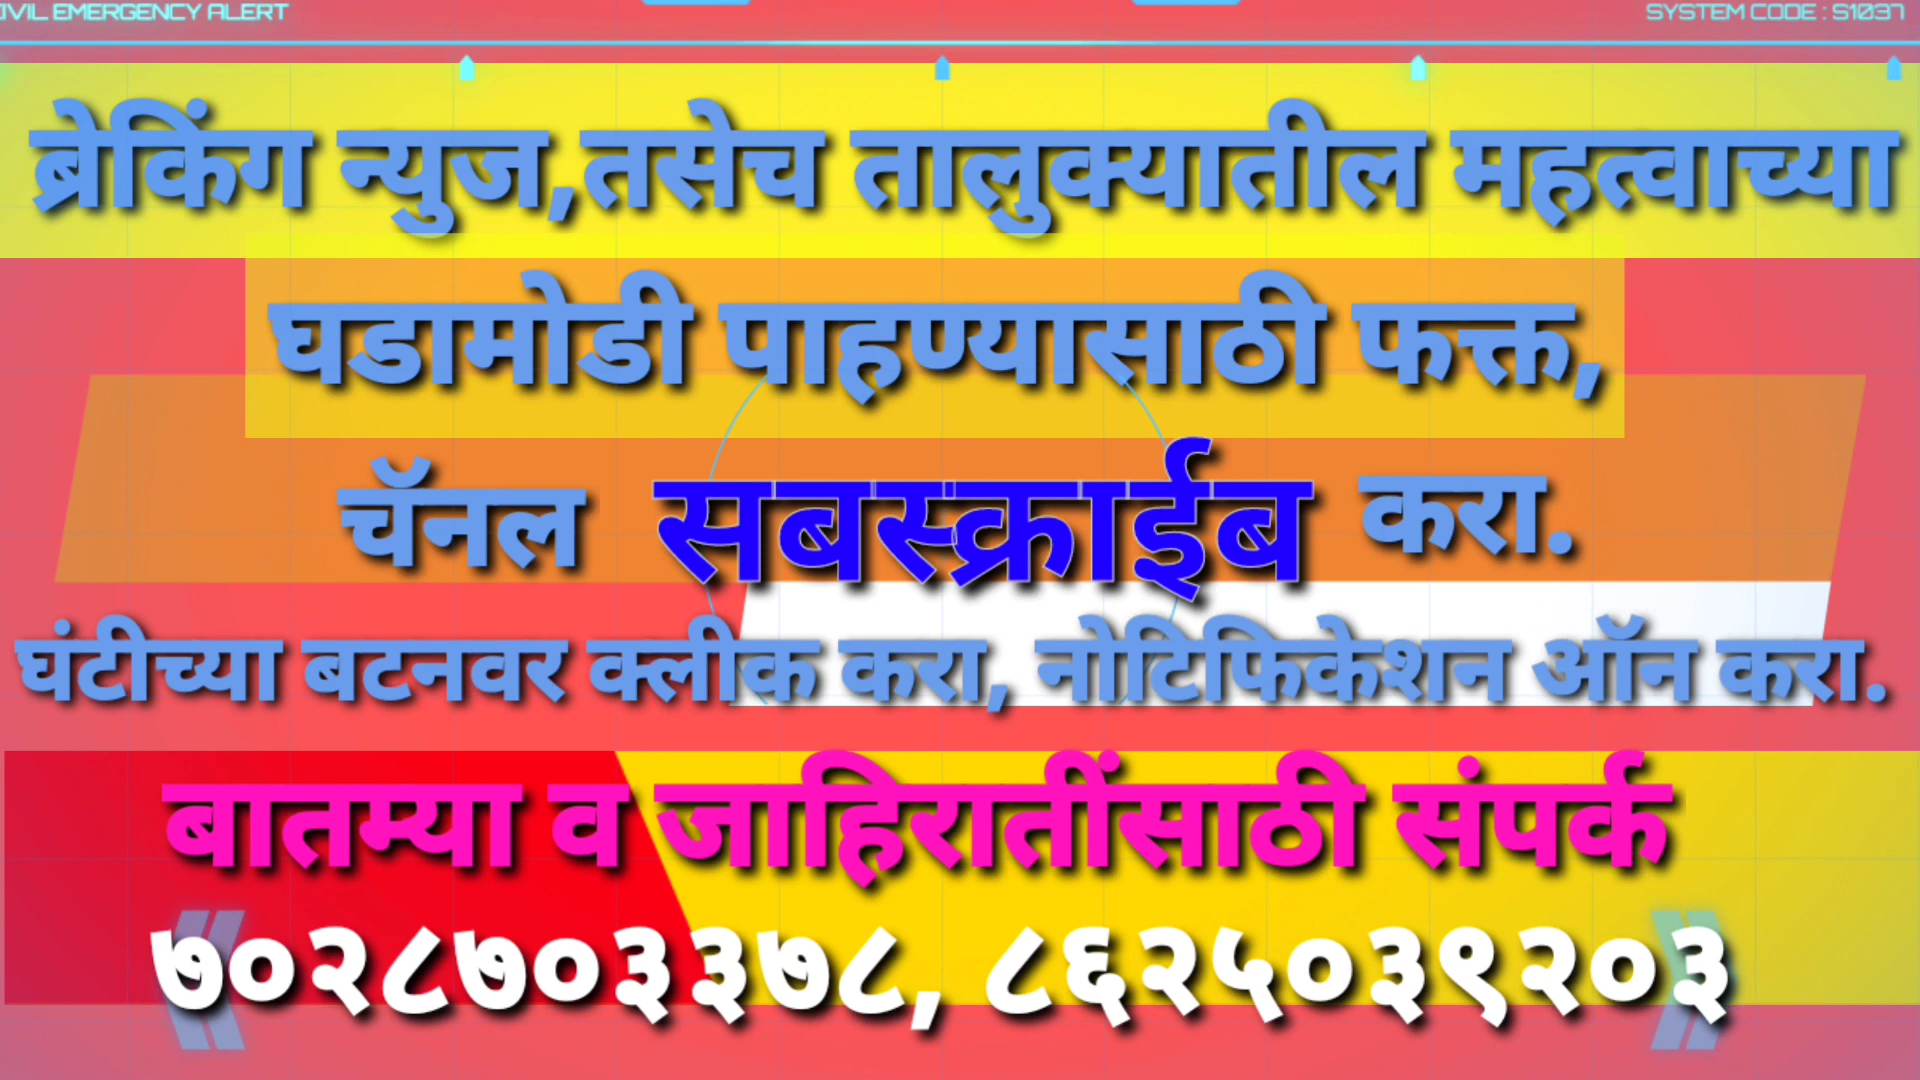 IVIL EMERGENCY ALERT
SYSTEM CODE : S1037
ब्रेकिंग न्युज,तसेच तालुक्यातील महत्वाच्या
घडामोडी पाहण्यासाठी फक्त,
चॅनल सबस्क्राईब करा.
घंटीच्या बटनवर क्लीक करा, नोटिफिकेशन ऑन करा.
बातम्या व जाहिरातींसाठी संपर्क
७०२८७०३३७८, ८६२५०३९२०३